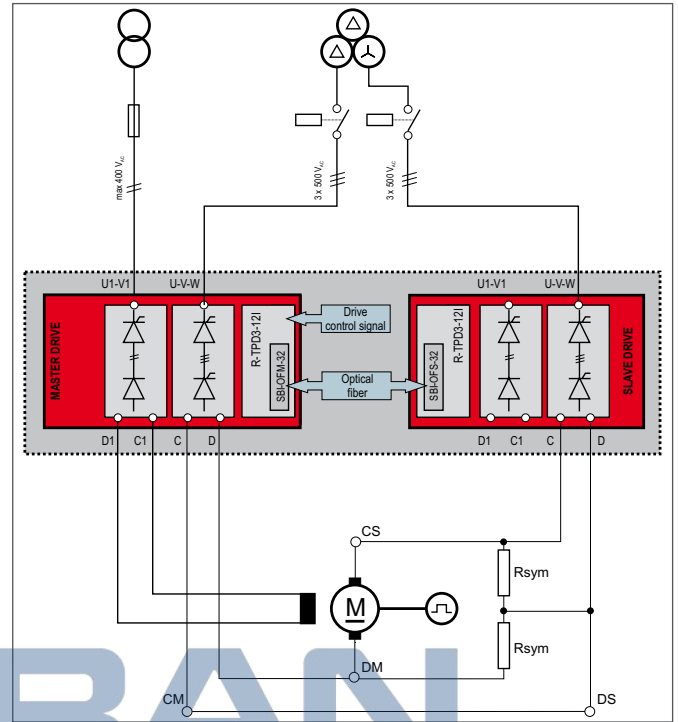 max 400 VAC
3 x 500 VAC
3 x 500 VAC
U1-V1
U-V-W
U1-V1
U-V-W
MASTER DRIVE
R-TPD3-12I
SBI-OFM-32
Drive
control signal
Optical
fiber
SBI-OFS-32
R-TPD3-12I
SLAVE DRIVE
D1
C1
C
D
D1
C1
C
D
CS
Rsym
M
Rsym
DM
CM
DS
RAN